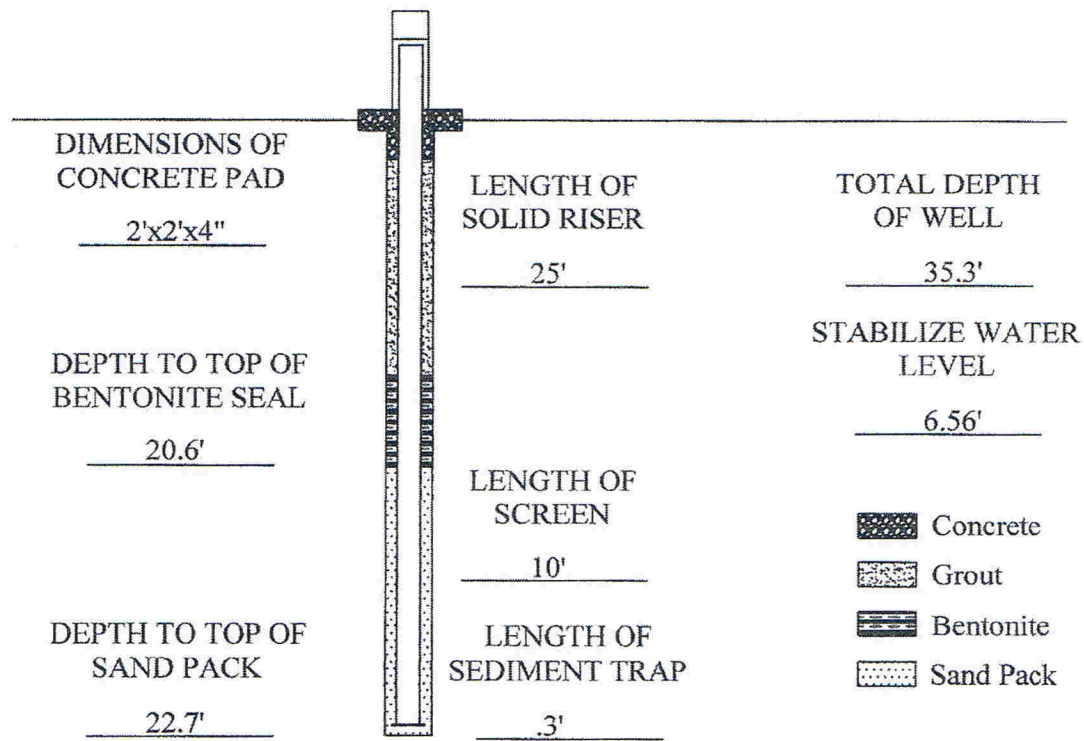 DIMENSIONS OF
CONCRETE PAD
2'x2'x4"
DEPTH TO TOP OF
BENTONITE SEAL
20.6'
DEPTH TO TOP OF
SAND PACK
22.7'
LENGTH OF
SOLID RISER
25'
LENGTH OF
SCREEN
10'
LENGTH OF
SEDIMENT TRAP
.3'
TOTAL DEPTH
OF WELL
35.3'
STABILIZE WATER
LEVEL
6.56'
Concrete
Grout
Bentonite
Sand Pack